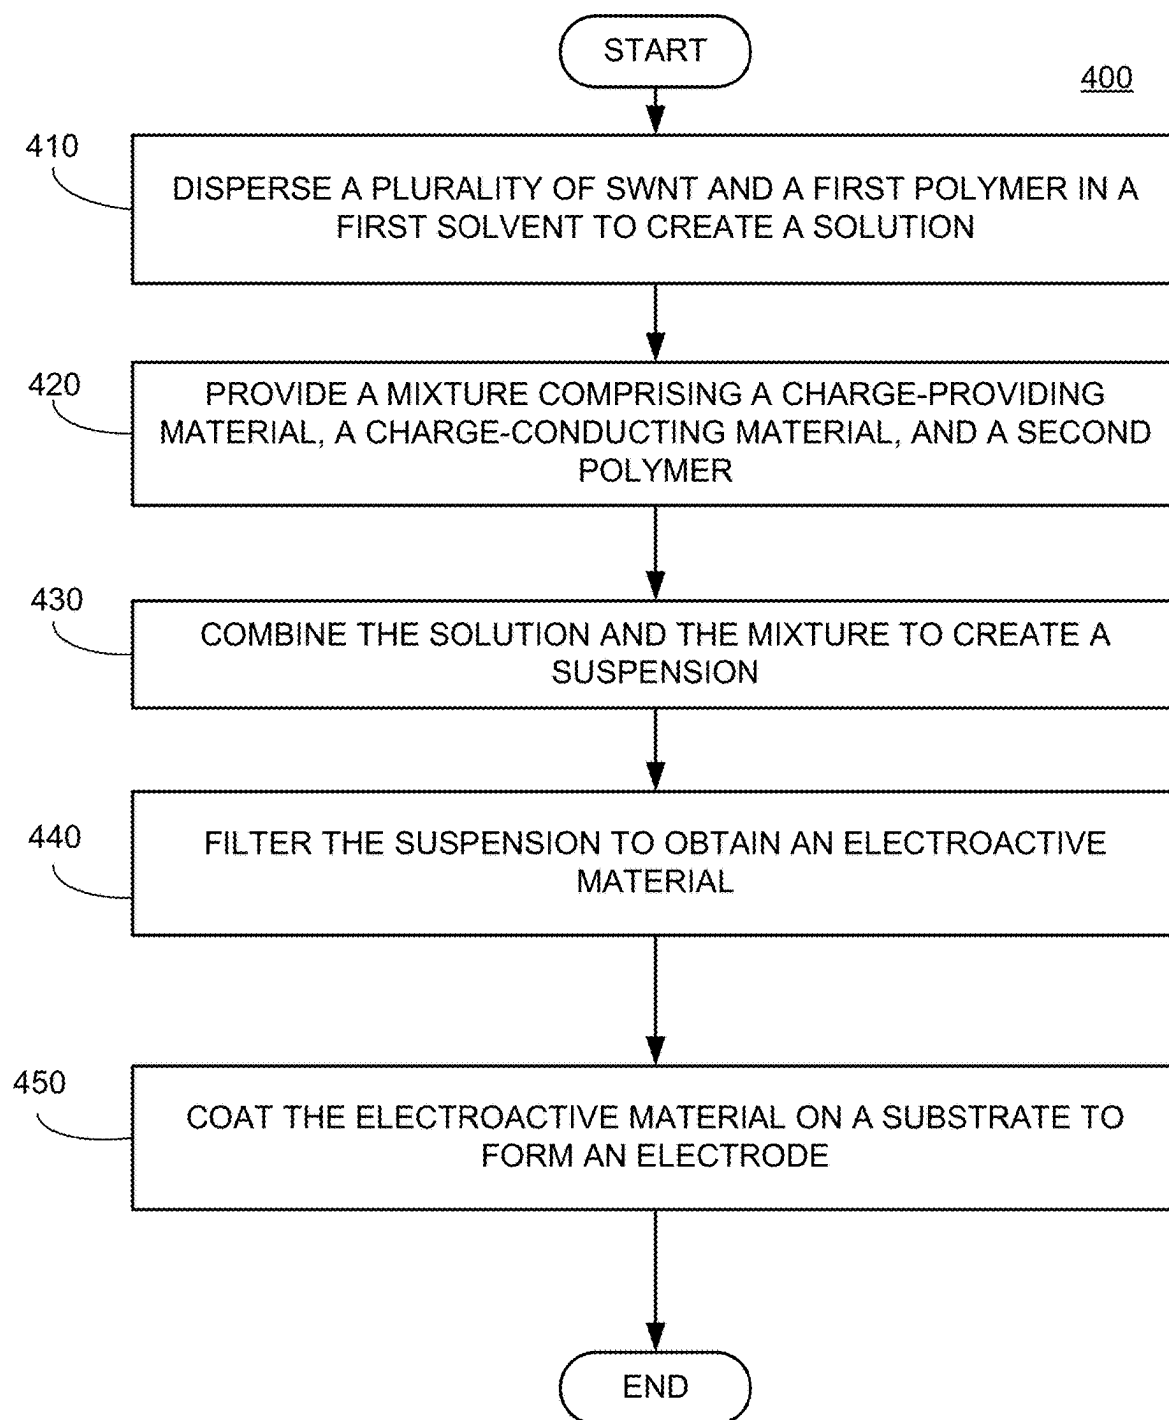 START
400
410
DISPERSE A PLURALITY OF SWNT AND A FIRST POLYMER IN A
FIRST SOLVENT TO CREATE A SOLUTION
420
PROVIDE A MIXTURE COMPRISING A CHARGE-PROVIDING
MATERIAL, A CHARGE-CONDUCTING MATERIAL, AND A SECOND
POLYMER
430
COMBINE THE SOLUTION AND THE MIXTURE TO CREATE A
SUSPENSION
440
FILTER THE SUSPENSION TO OBTAIN AN ELECTROACTIVE
MATERIAL
450
COAT THE ELECTROACTIVE MATERIAL ON A SUBSTRATE TO
FORM AN ELECTRODE
END